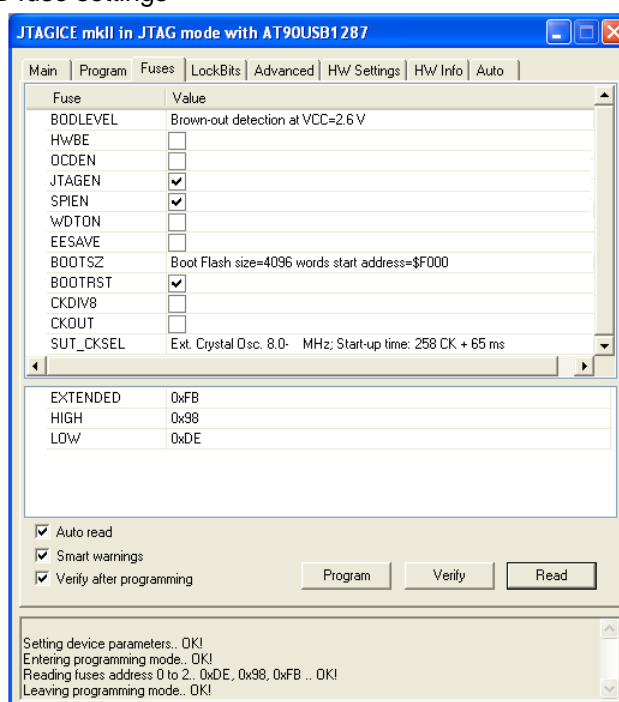 fuse settings
JTAGICE mkII in JTAG mode with AT90USB1287
Main Program Fuses LockBits Advanced HW Settings HW Info Auto
Fuse Value
BODLEVEL Brown-out detection at VCC=2.6 V
HWBE
OCDEN
JTAGEN
SPIEN
WDTON
EESAVE
BOOTSZ Boot Flash size=4096 words start address=$F000
BOOTRST
CKDIV8
CKOUT
SUT_CKSEL Ext. Crystal Osc. 8.0- MHz; Start-up time: 258 CK + 65 ms
EXTENDED 0xFB
HIGH 0x98
LOW 0xDE
Auto read
Smart warnings
Verify after programming
Program Verify Read
Setting device parameters.. OK!
Entering programming mode.. OK!
Reading fuses address 0 to 2.. 0xDE, 0x98, 0xFB .. OK!
Leaving programming mode.. OK!